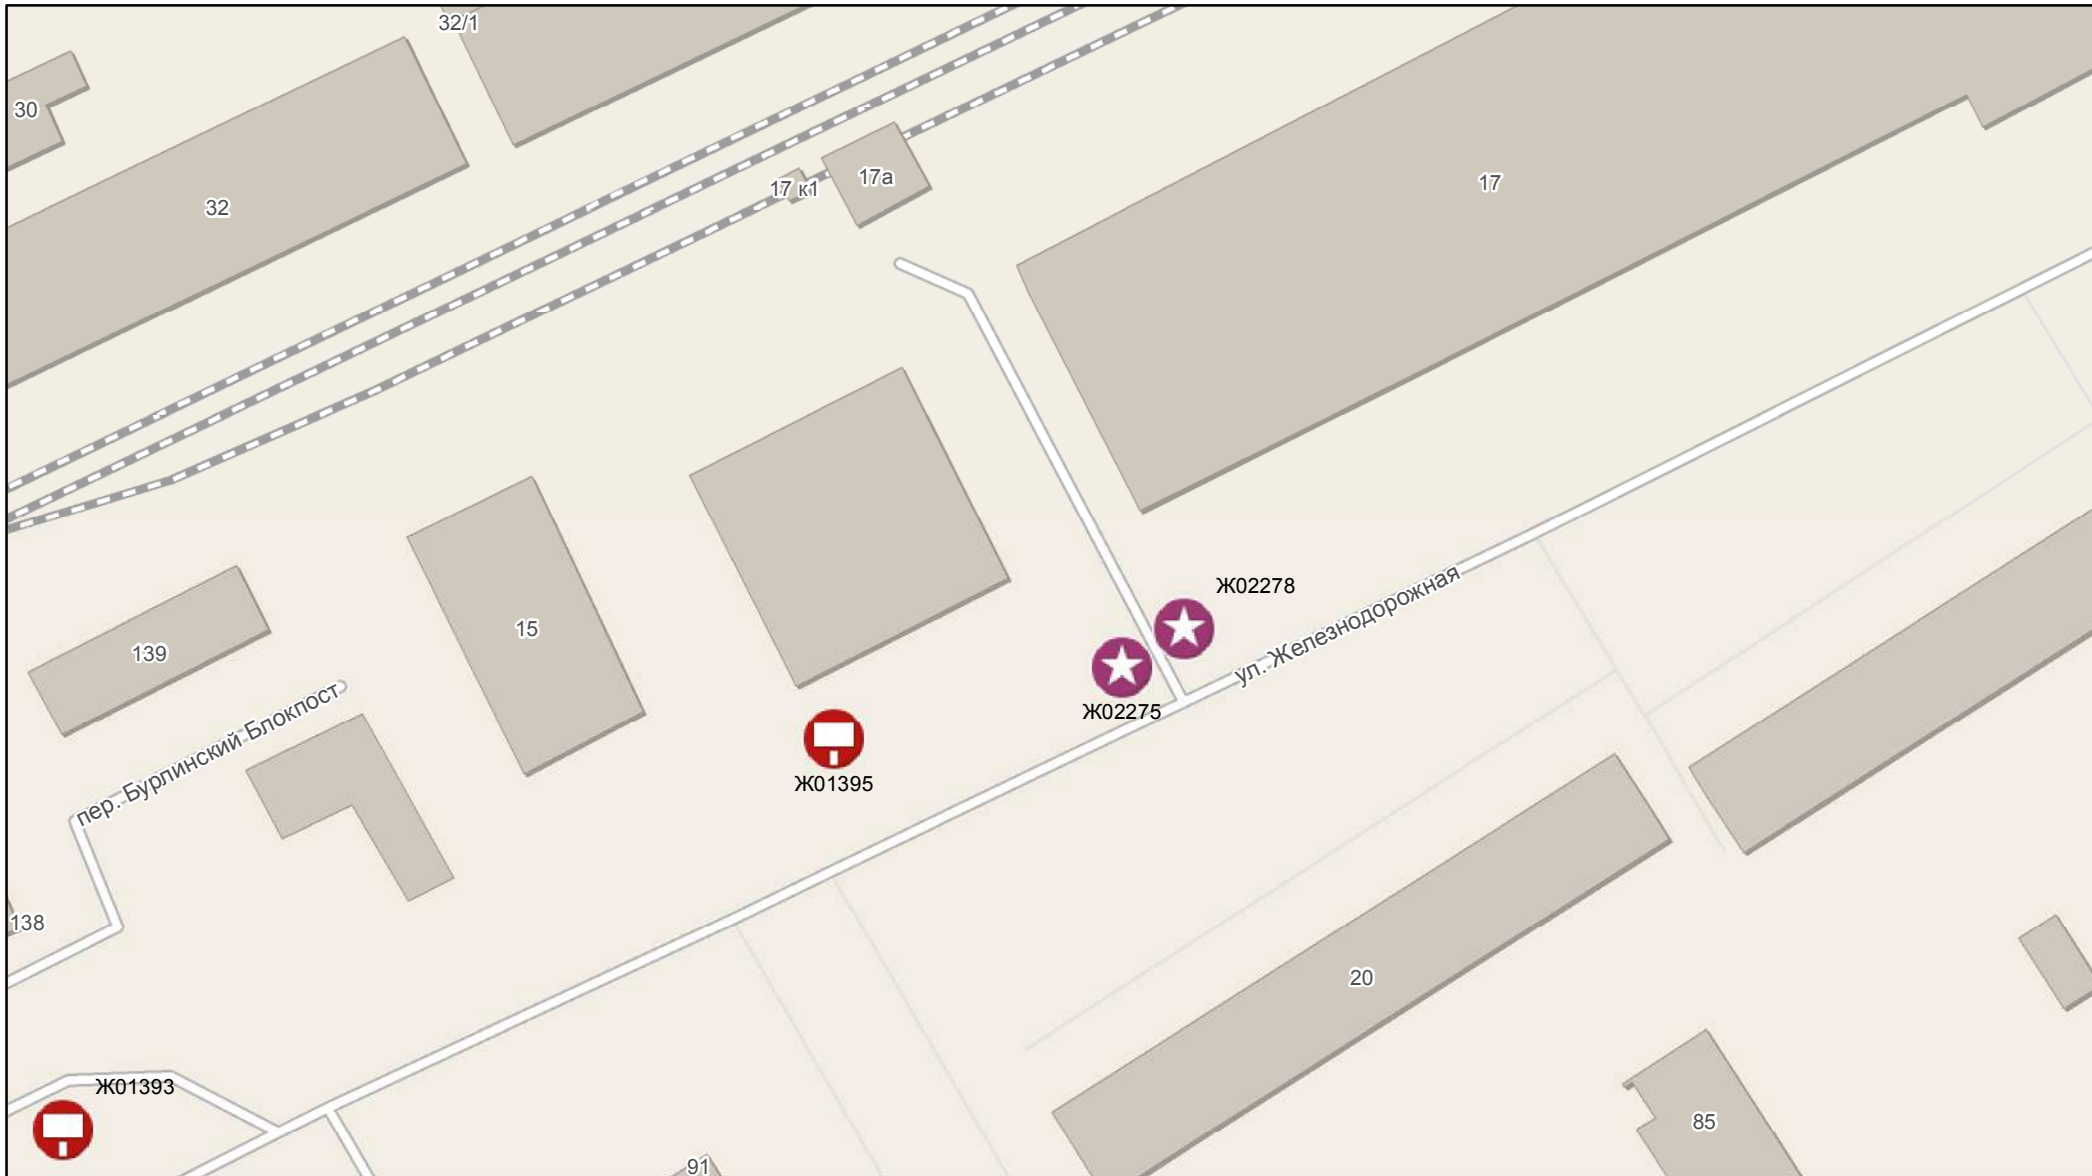 32/1
30
32
17 к1
17а
17
Ж02278
ул. Железнодорожная
15
139
Ж02275
пер. Бурлинский Блокпост
Ж01395
138
20
Ж01393
85
91